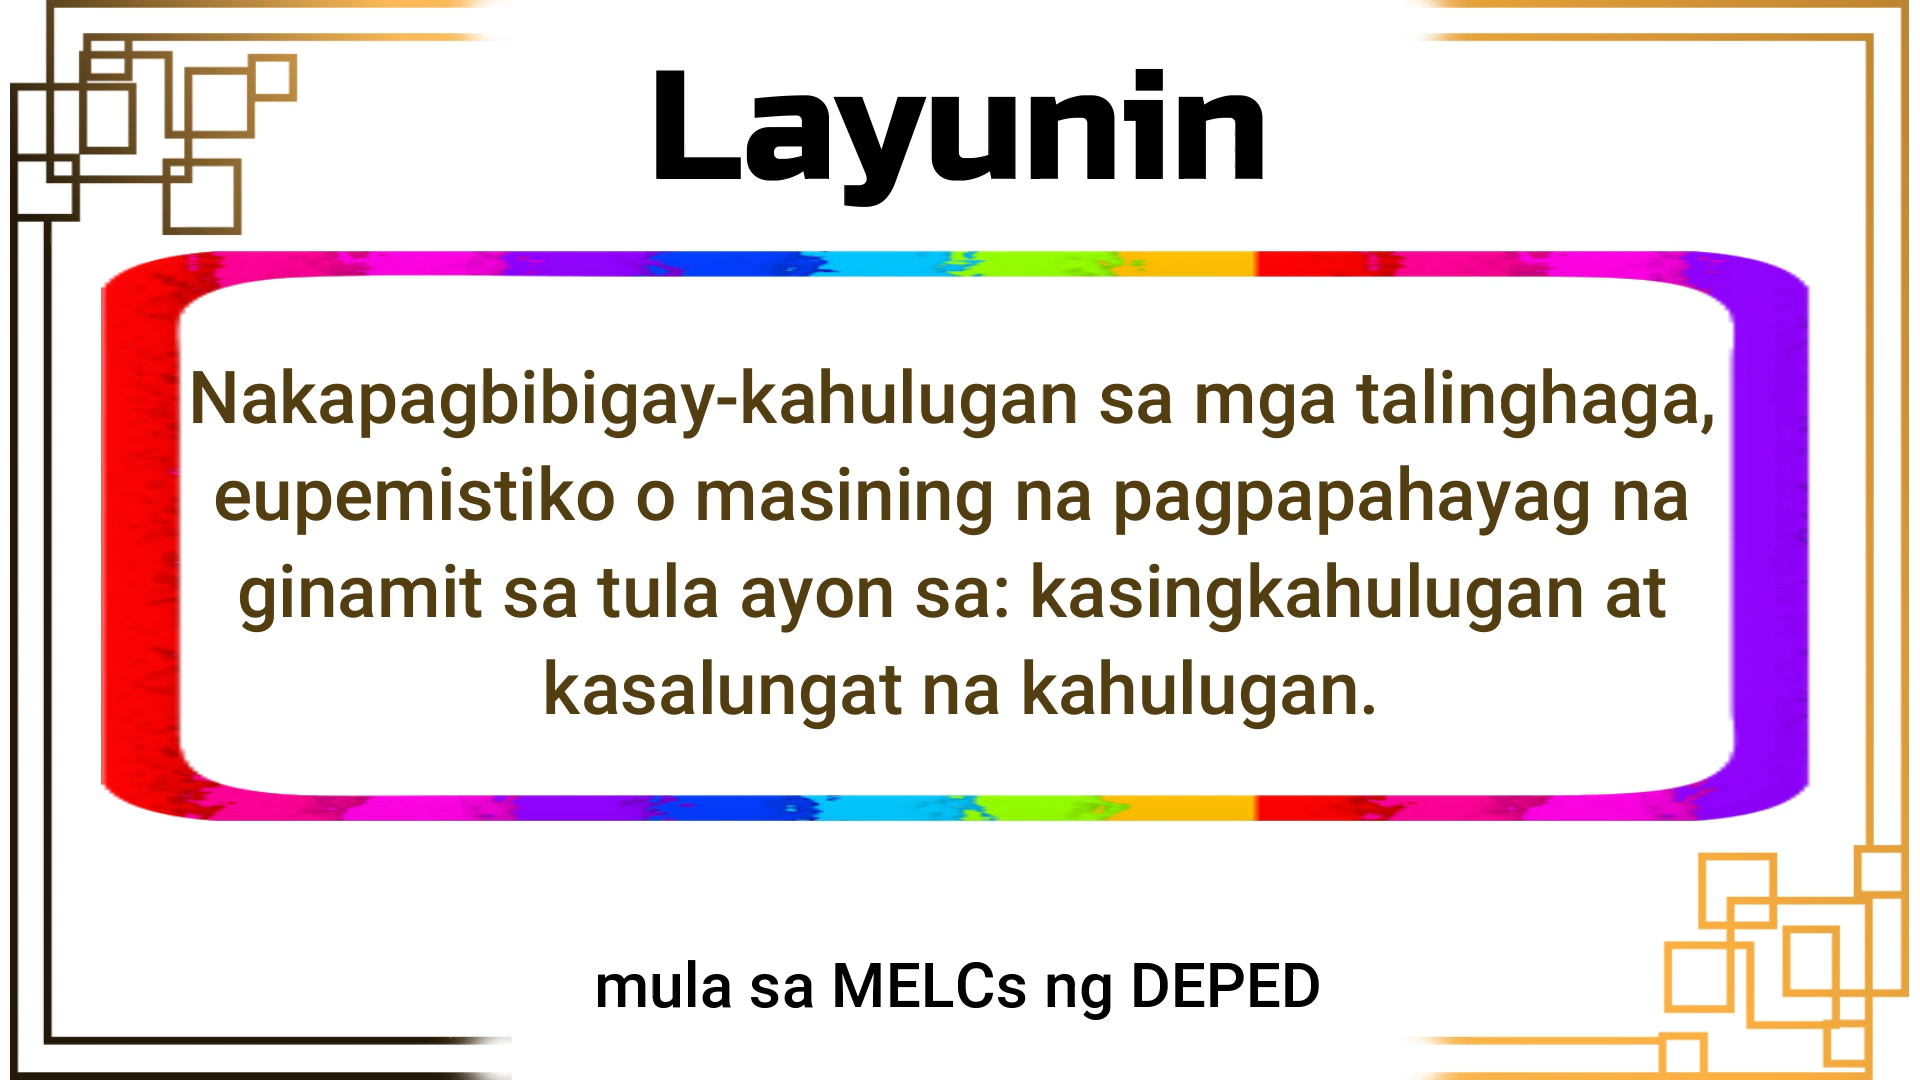 Layunin
Nakapagbibigay-kahulugan sa mga talinghaga,
eupemistiko o masining na pagpapahayag na
ginamit sa tula ayon sa: kasingkahulugan at
kasalungat na kahulugan.
mula sa MELCs ng DEPED